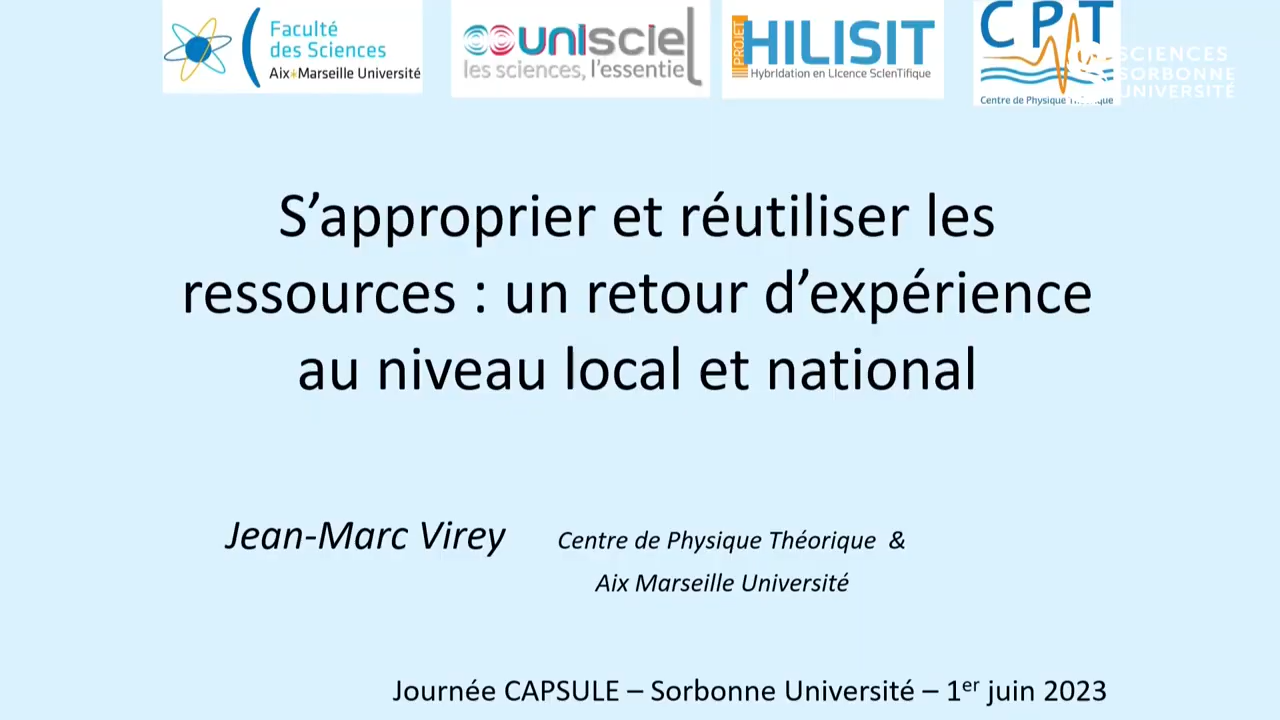 Faculté
des Sciences
Aix*Marseille Université
unisciel
les sciences, l'essentiel
PROJET
HILISIT
Hybridation en Licence Scientifique
CPT
Centre de Physique Théorique
SCIENCES
SORBONNE
UNIVERSITÉ
S'approprier et réutiliser les
ressources : un retour d'expérience
au niveau local et national
Jean-Marc Virey Centre de Physique Théorique &
Aix Marseille Université
Journée CAPSULE – Sorbonne Université – 1er juin 2023